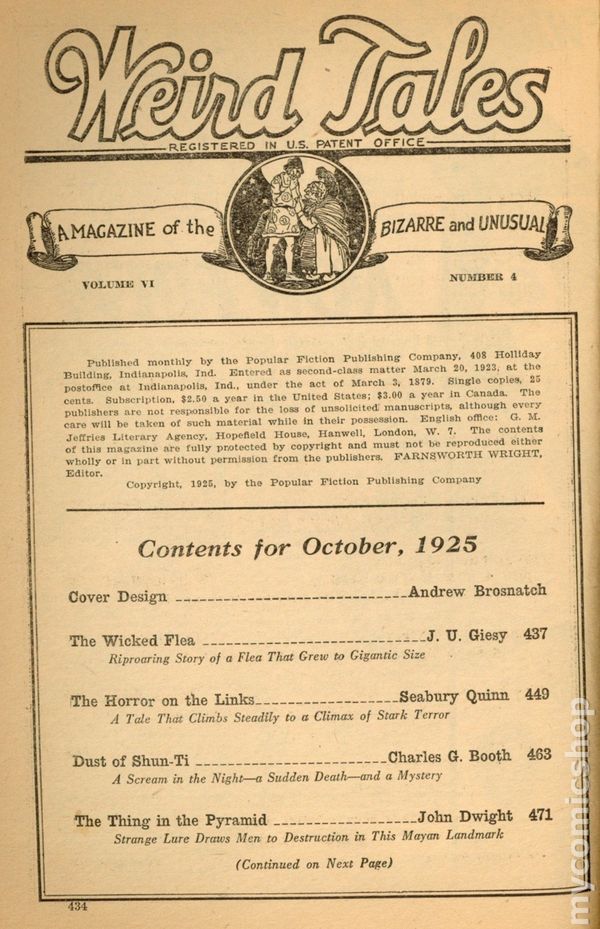 Weird Tales
REGISTERED IN U.S. PATENT OFFICE
A MAGAZINE of the BIZARRE and UNUSUAL
VOLUME VI NUMBER 4
Published monthly by the Popular Fiction Publishing Company, 408 Holliday
Building, Indianapolis, Ind. Entered as second-class matter March 20, 1923, at the
postoffice at Indianapolis, Ind., under the act of March 3, 1879. Single copies, 25
cents. Subscription, $2.50 a year in the United States; $3.00 a year in Canada. The
publishers are not responsible for the loss of unsolicited manuscripts, although every
care will be taken of such material while in their possession. English office: G. M.
Jeffries Literary Agency, Hopefield House, Hanwell, London, W. 7. The contents
of this magazine are fully protected by copyright and must not be reproduced either
wholly or in part without permission from the publishers. FARNSWORTH WRIGHT,
Editor.
Copyright, 1925, by the Popular Fiction Publishing Company
Contents for October, 1925
Cover Design Andrew Brosnatch
The Wicked Flea J. U. Giesy 437
Riproaring Story of a Flea That Grew to Gigantic Size
The Horror on the Links Seabury Quinn 449
A Tale That Climbs Steadily to a Climax of Stark Terror
Dust of Shun-Ti Charles G. Booth 463
A Scream in the Night—a Sudden Death—and a Mystery
The Thing in the Pyramid John Dwight 471
Strange Lure Draws Men to Destruction in This Mayan Landmark
(Continued on Next Page)
434
mycomicshop